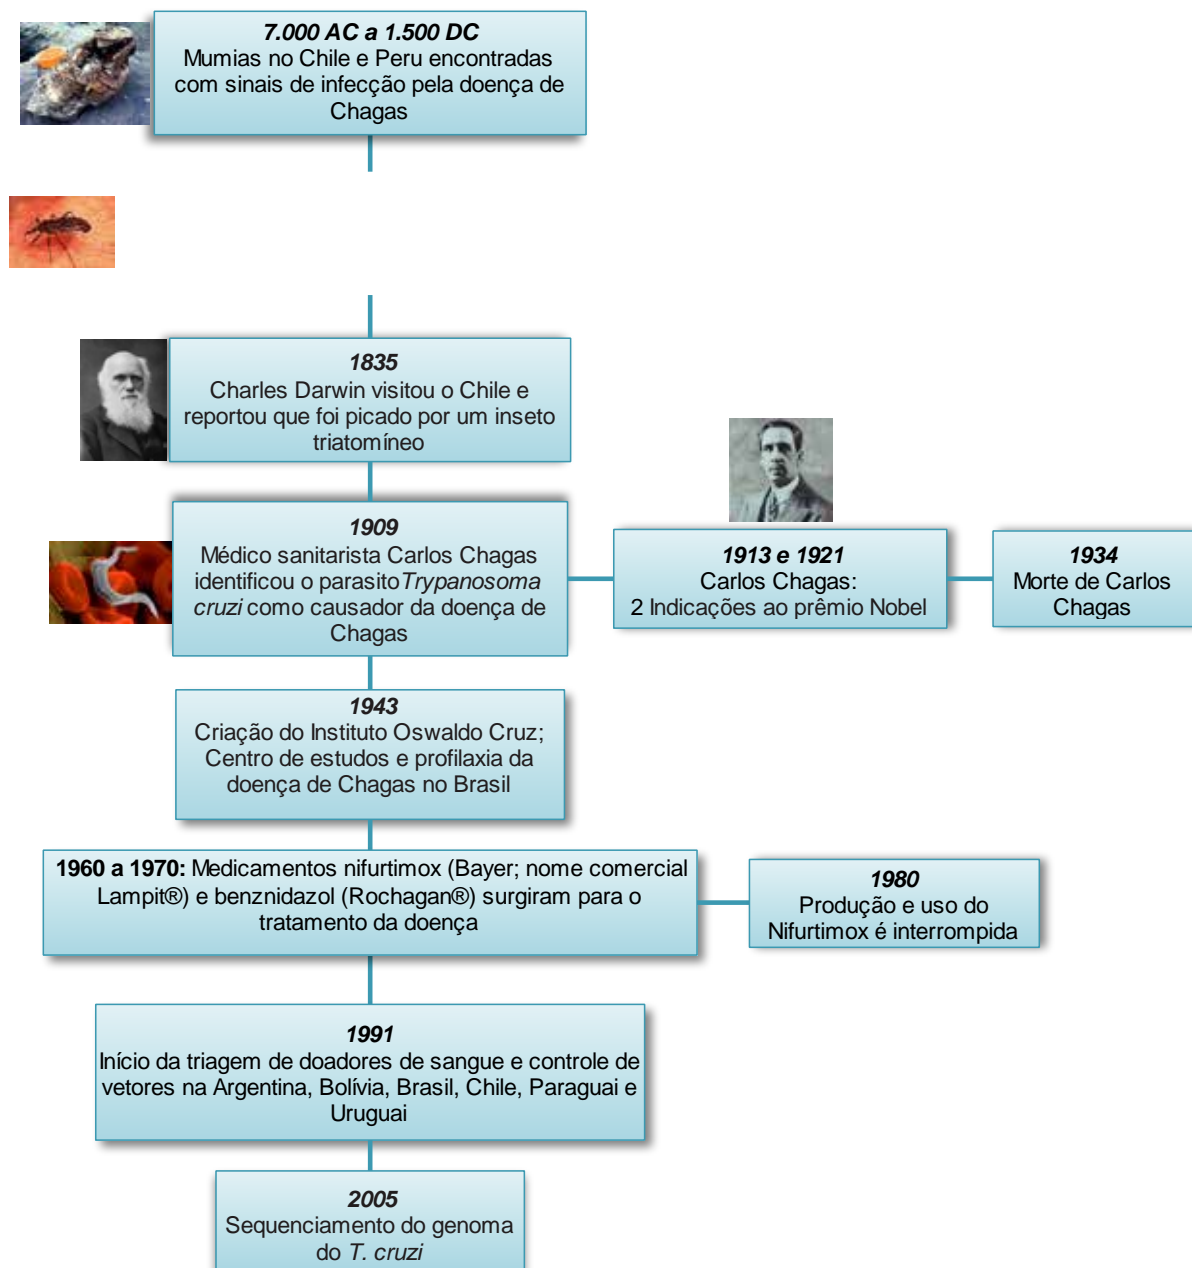 7.000 AC a 1.500 DC
Mumias no Chile e Peru encontradas
com sinais de infecção pela doença de
Chagas
1835
Charles Darwin visitou o Chile e
reportou que foi picado por um inseto
triatomíneo
1909
Médico sanitarista Carlos Chagas
identificou o parasito Trypanosoma
cruzi como causador da doença de
Chagas
1913 e 1921
Carlos Chagas:
2 Indicações ao prêmio Nobel
1934
Morte de Carlos
Chagas
1943
Criação do Instituto Oswaldo Cruz;
Centro de estudos e profilaxia da
doença de Chagas no Brasil
1960 a 1970: Medicamentos nifurtimox (Bayer; nome comercial
Lampit®) e benznidazol (Rochagan®) surgiram para o
tratamento da doença
1980
Produção e uso do
Nifurtimox é interrompida
1991
Início da triagem de doadores de sangue e controle de
vetores na Argentina, Bolívia, Brasil, Chile, Paraguai e
Uruguai
2005
Sequenciamento do genoma
do T. cruzi